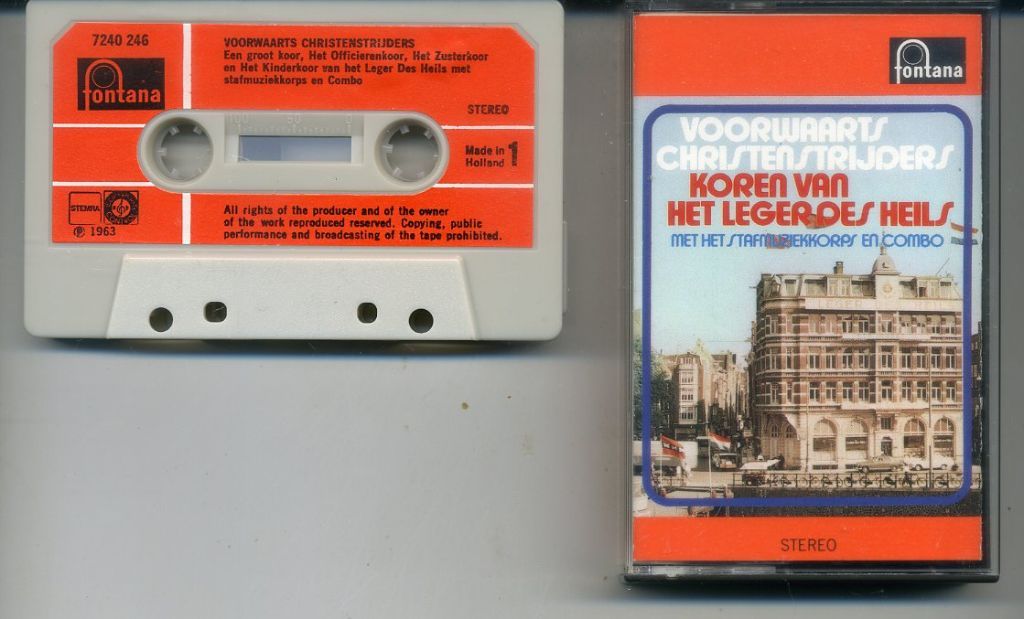 7240 246
fontana
VOORWAARTS CHRISTENSTRIJDERS
Een groot koor, Het Officierenkoor, Het Zusterkoor
en Het Kinderkoor van het Leger Des Heils met
stafmuziekkorps en Combo
STEREO
100 50 0
Made in
Holland 1
STEMRA
℗ 1963
All rights of the producer and of the owner
of the work reproduced reserved. Copying, public
performance and broadcasting of the tape prohibited.
fontana
VOORWAARTS
CHRISTENSTRIJDERS
KOREN VAN
HET LEGER DES HEILS
MET HET STAFMUZIEKKORPS EN COMBO
STEREO